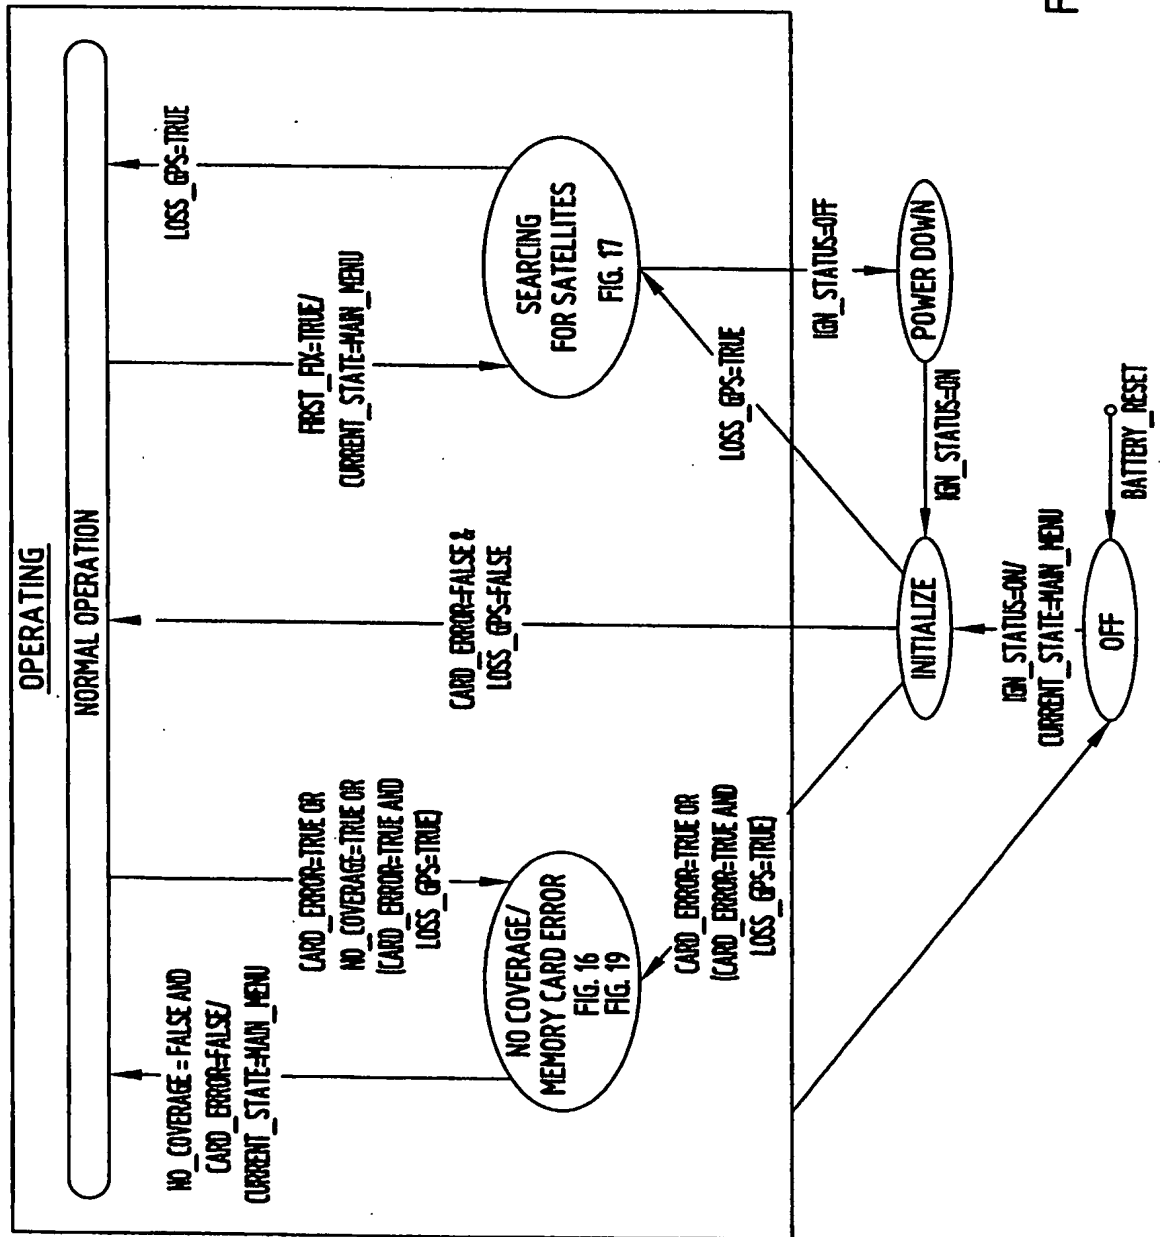 OPERATING
NORMAL OPERATION
NO_COVERAGE=FALSE AND
CARD_ERROR=FALSE/
CURRENT_STATE=MAIN_MENU
CARD_ERROR=TRUE OR
NO_COVERAGE=TRUE OR
(CARD_ERROR=TRUE AND
LOSS_GPS=TRUE)
CARD_ERROR=FALSE &
LOSS_GPS=FALSE
FIRST_FIX=TRUE/
CURRENT_STATE=MAIN_MENU
LOSS_GPS=TRUE
NO COVERAGE/
MEMORY CARD ERROR
FIG. 16
FIG. 19
SEARCING
FOR SATELLITES
FIG. 17
CARD_ERROR=TRUE OR
(CARD_ERROR=TRUE AND
LOSS_GPS=TRUE)
LOSS_GPS=TRUE
IGN_STATUS=OFF
INITIALIZE
IGN_STATUS=ON
POWER DOWN
IGN_STATUS=ON/
CURRENT_STATE=MAIN_MENU
OFF
BATTERY_RESET
F